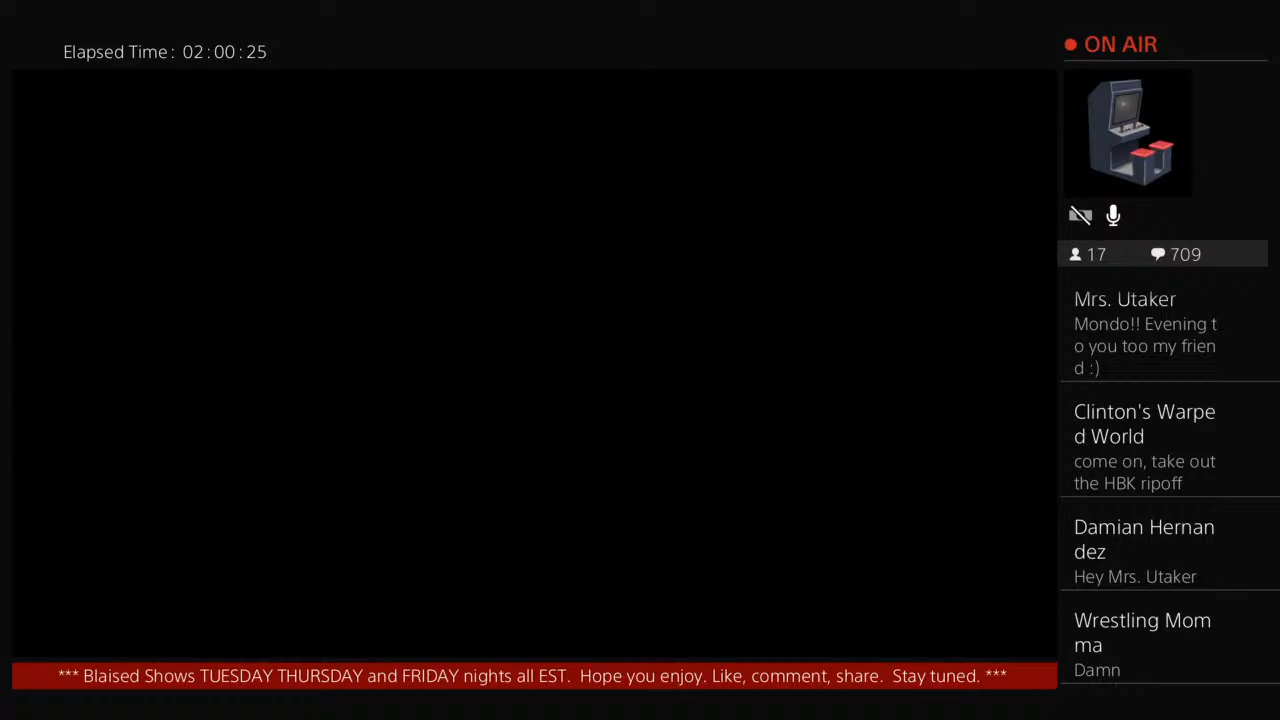 Elapsed Time: 02:00:25
ON AIR
17 709
Mrs. Utaker
Mondo!! Evening t
o you too my frien
d :)
Clinton's Warpe
d World
come on, take out
the HBK ripoff
Damian Hernan
dez
Hey Mrs. Utaker
Wrestling Mom
ma
Damn
*** Blaised Shows TUESDAY THURSDAY and FRIDAY nights all EST. Hope you enjoy. Like, comment, share. Stay tuned. ***